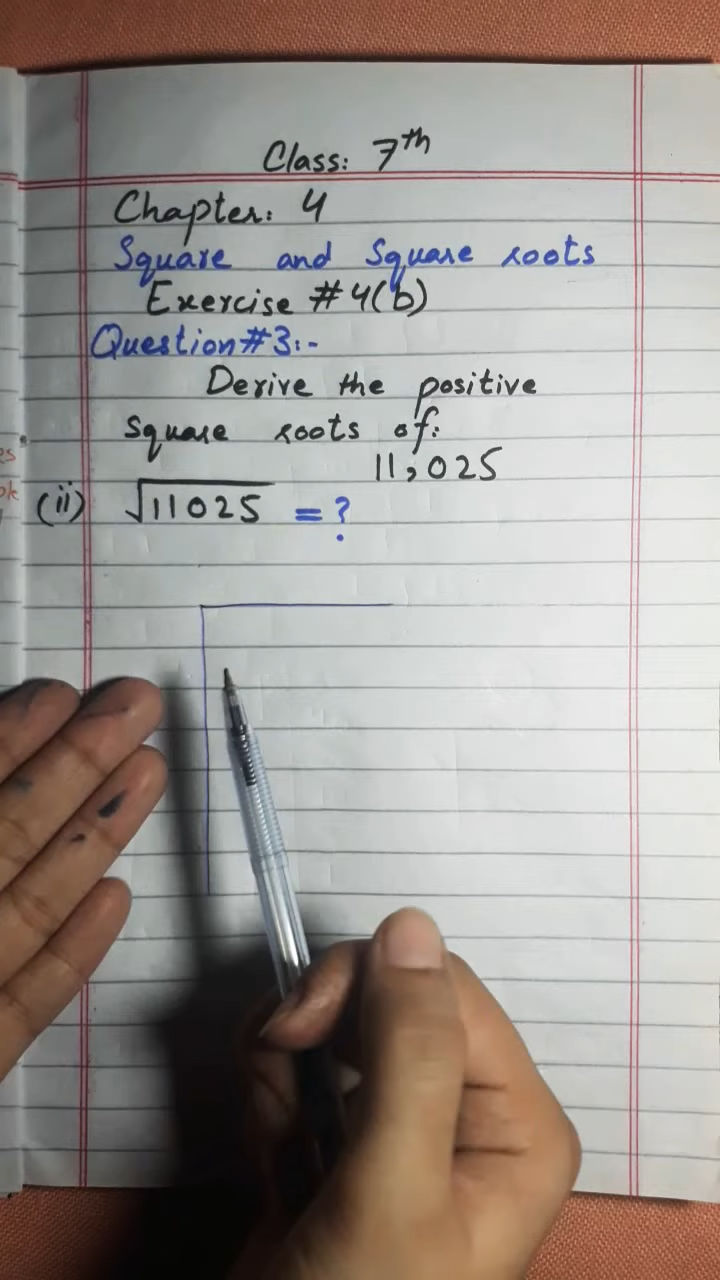 Class: 7th
Chapter: 4
Square and Square roots
Exercise # 4(b)
Question#3:-
Derive the positive
Square roots of:
11,025
(ii) √11025 = ?